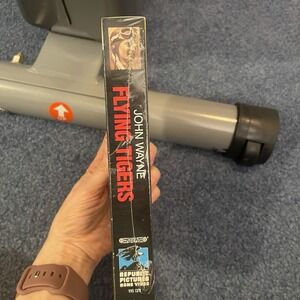 JOHN WAYNE
FLYING TIGERS
REPUBLIC
PICTURES
HOME VIDEO